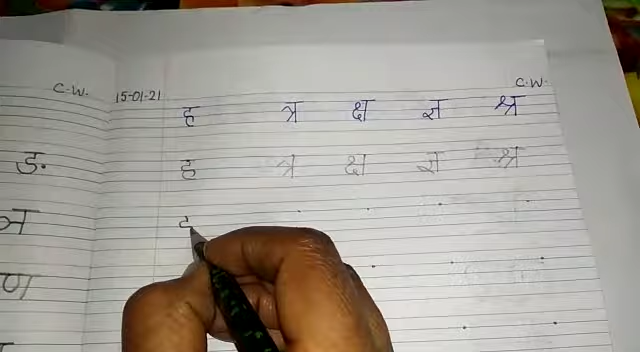 C.W.
15-01-21
C.W.
ह त्र क्ष ज्ञ श्र
ङ
ह त्र क्ष ज्ञ श्र
ण